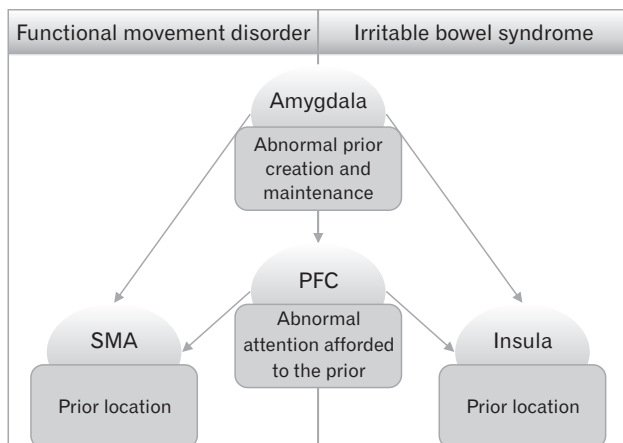 Functional movement disorder
Irritable bowel syndrome
Amygdala
Abnormal prior
creation and
maintenance
PFC
Abnormal
attention afforded
to the prior
SMA
Prior location
Insula
Prior location